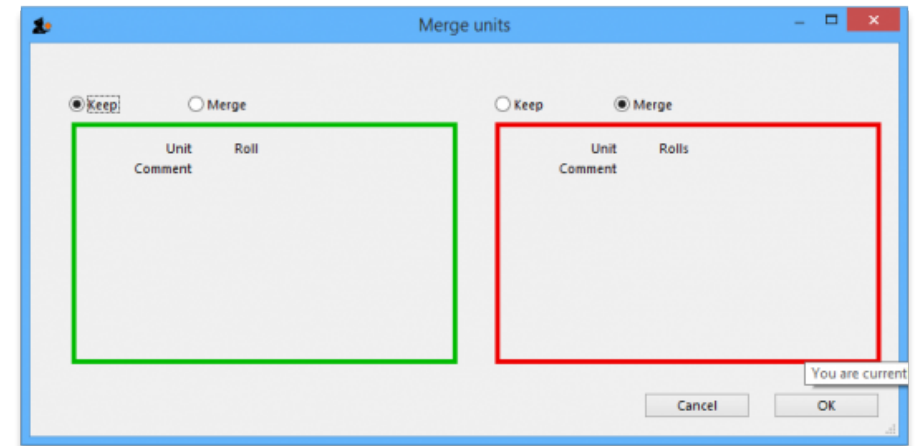 Merge units
Keep Merge Keep Merge
Unit Roll Unit Rolls
Comment Comment
You are current
Cancel OK